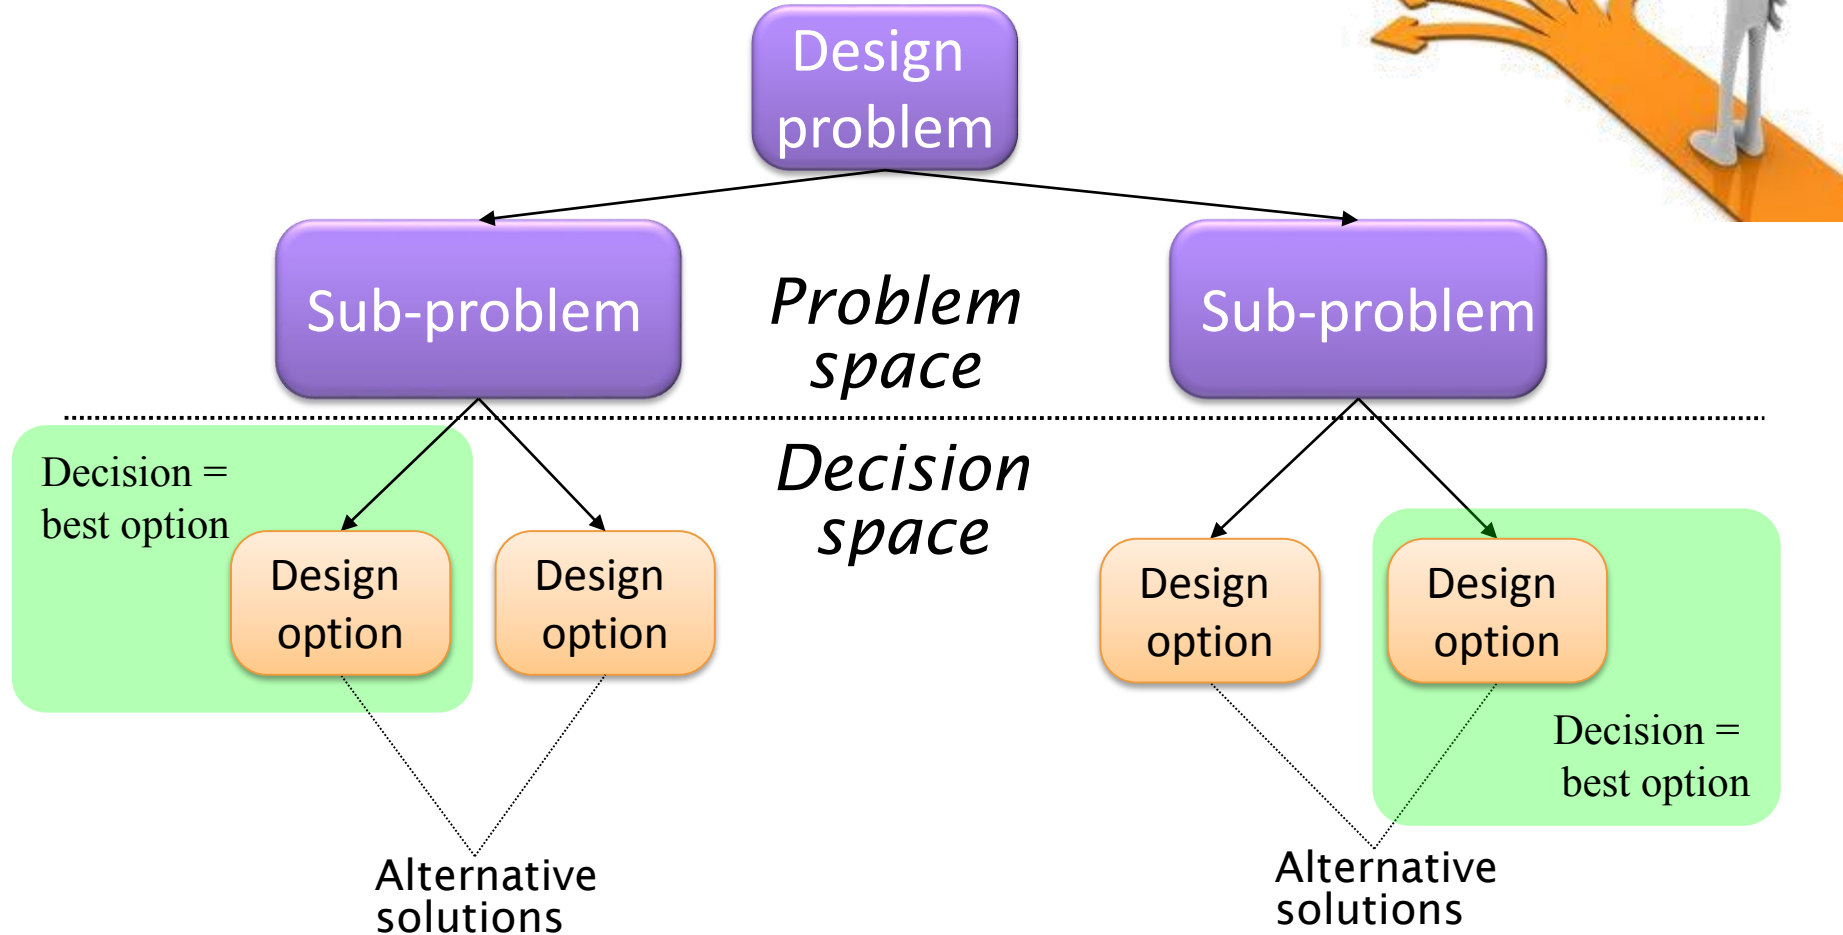 Design
problem
Sub-problem
Problem
space
Sub-problem
Decision =
best option
Decision
space
Design
option
Design
option
Design
option
Design
option
Decision =
best option
Alternative
solutions
Alternative
solutions